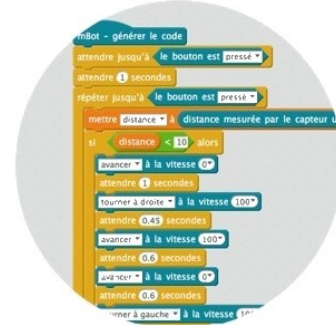 mBot - générer le code
attendre jusqu'à le bouton est pressé
attendre 1 secondes
répéter jusqu'à le bouton est pressé
mettre distance à distance mesurée par le capteur
si distance < 10 alors
avancer à la vitesse 0
attendre 1 secondes
tourner à droite à la vitesse 100
attendre 0.45 secondes
avancer à la vitesse 100
attendre 0.6 secondes
avancer à la vitesse 0
attendre 0.6 secondes
tourner à gauche à la vitesse